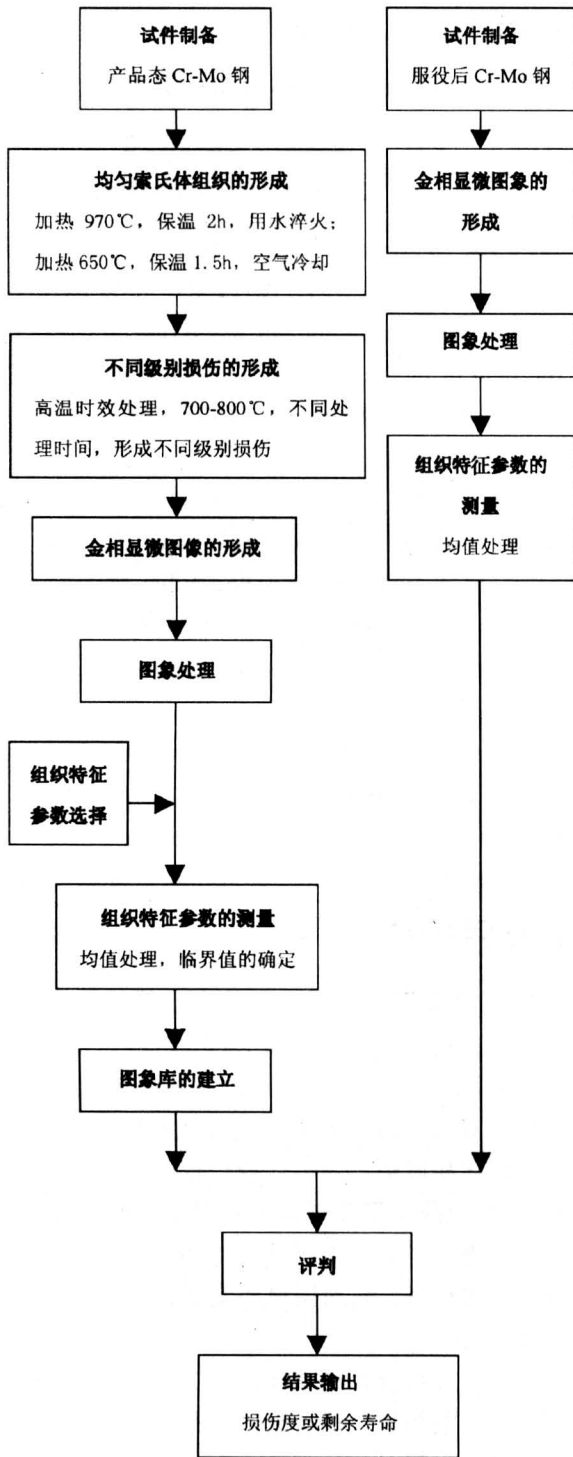 试件制备
产品态 Cr-Mo 钢
均匀索氏体组织的形成
加热 970℃，保温 2h，用水淬火；
加热 650℃，保温 1.5h，空气冷却
不同级别损伤的形成
高温时效处理，700-800℃，不同处
理时间，形成不同级别损伤
金相显微图像的形成
图象处理
组织特征
参数选择
组织特征参数的测量
均值处理，临界值的确定
图象库的建立
试件制备
服役后 Cr-Mo 钢
金相显微图象的
形成
图象处理
组织特征参数的
测量
均值处理
评判
结果输出
损伤度或剩余寿命